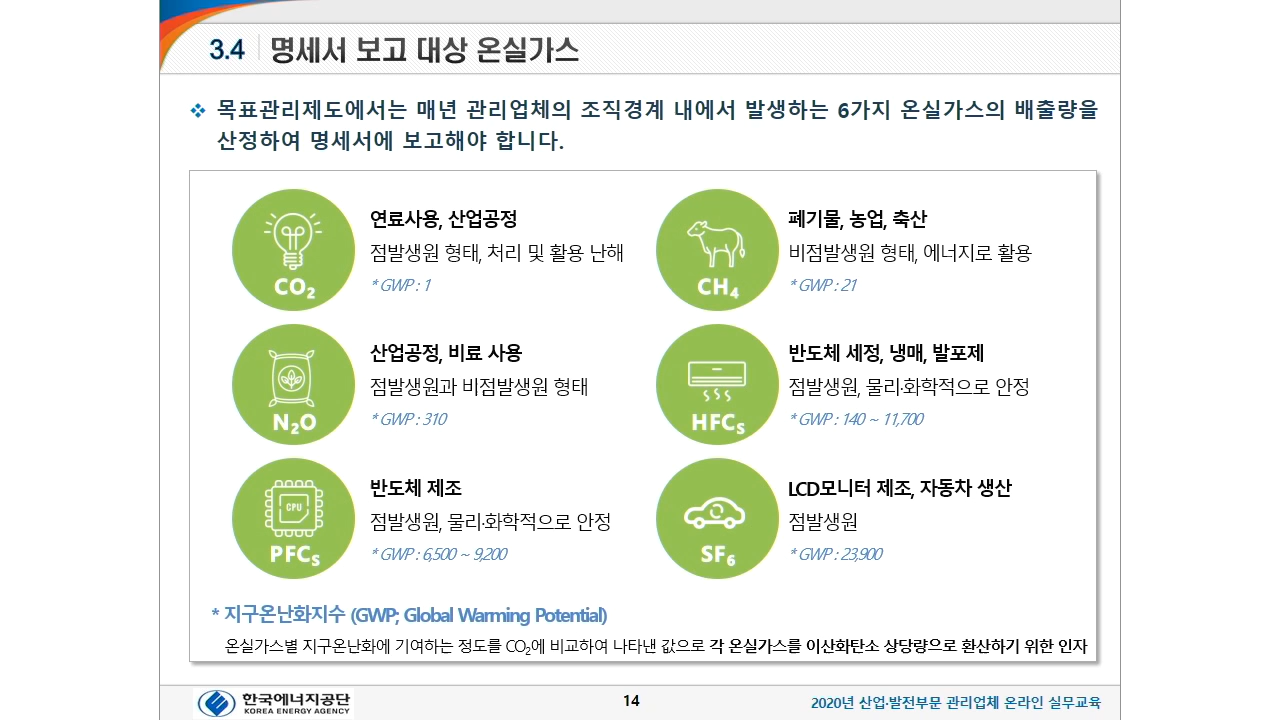 3.4 명세서 보고 대상 온실가스
목표관리제도에서는 매년 관리업체의 조직경계 내에서 발생하는 6가지 온실가스의 배출량을
산정하여 명세서에 보고해야 합니다.
CO₂
연료사용, 산업공정
점발생원 형태, 처리 및 활용 난해
* GWP : 1
CH₄
폐기물, 농업, 축산
비점발생원 형태, 에너지로 활용
* GWP : 21
N₂O
산업공정, 비료 사용
점발생원과 비점발생원 형태
* GWP : 310
HFCs
반도체 세정, 냉매, 발포제
점발생원, 물리·화학적으로 안정
* GWP : 140 ~ 11,700
CPU
PFCs
반도체 제조
점발생원, 물리·화학적으로 안정
* GWP : 6,500 ~ 9,200
SF₆
LCD모니터 제조, 자동차 생산
점발생원
* GWP : 23,900
* 지구온난화지수 (GWP; Global Warming Potential)
온실가스별 지구온난화에 기여하는 정도를 CO₂에 비교하여 나타낸 값으로 각 온실가스를 이산화탄소 상당량으로 환산하기 위한 인자
한국에너지공단
KOREA ENERGY AGENCY
14
2020년 산업·발전부문 관리업체 온라인 실무교육